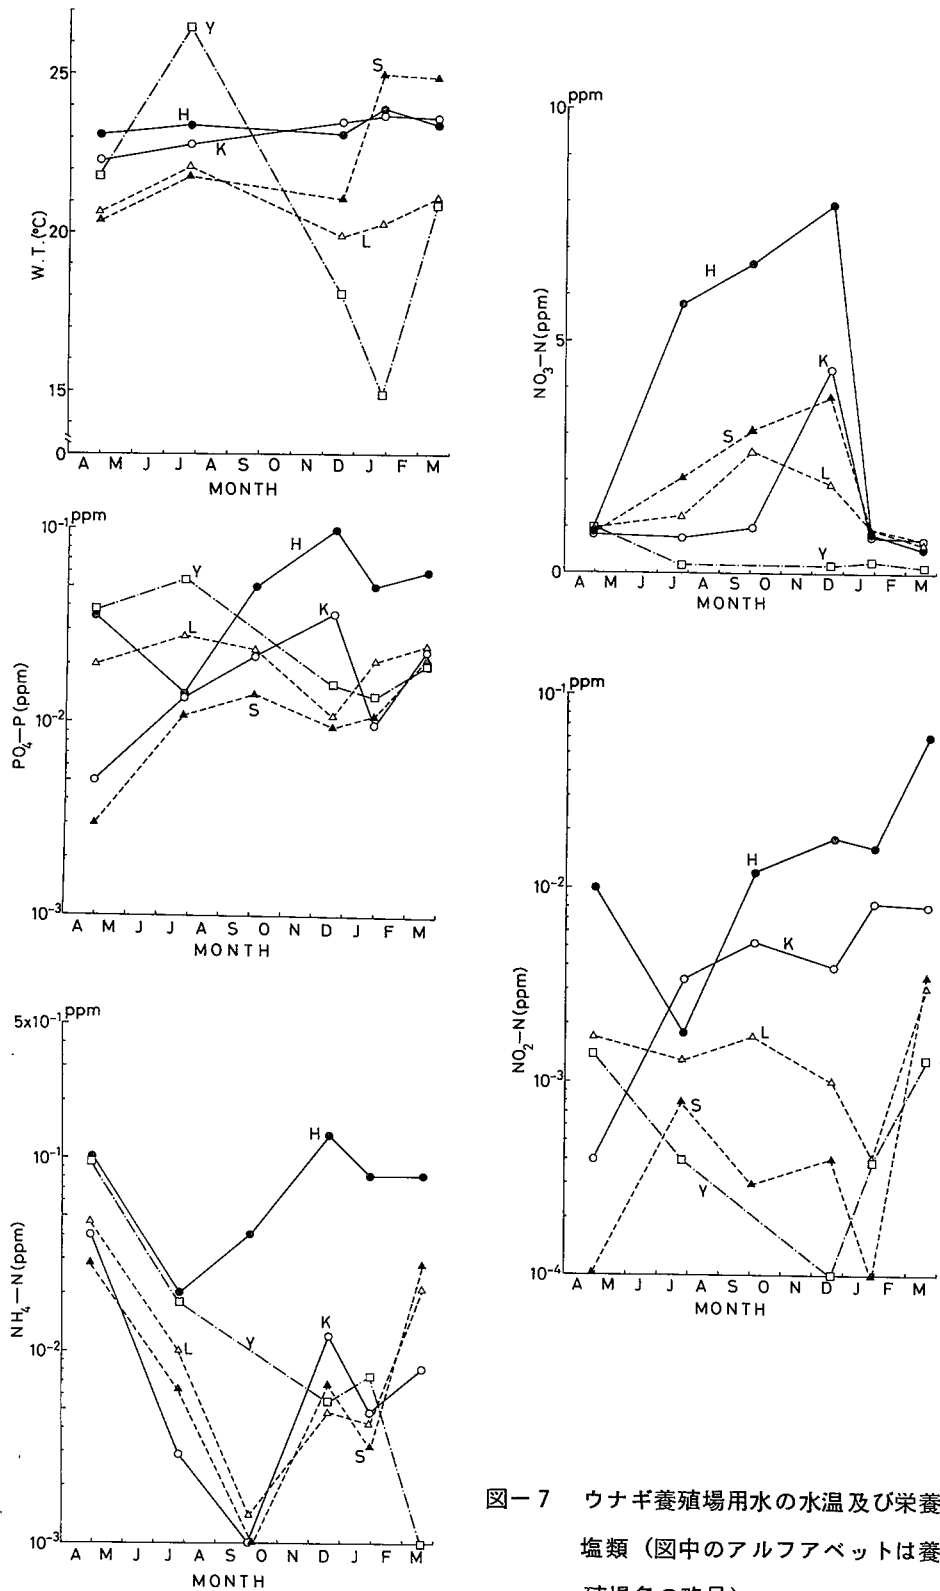 Y
S
25
H
K
20
L
W.T.(°C)
15
0
A M J J A S O N D J F M
MONTH
10 ppm
H
5
K
S
L
Y
NO₃—N(ppm)
0
A M J J A S O N D J F M
MONTH
10⁻¹ ppm
H
Y
K
L
S
10⁻²
PO₄—P(ppm)
10⁻³
A M J J A S O N D J F M
MONTH
10⁻¹ ppm
H
10⁻²
K
NO₂—N(ppm)
L
10⁻³
S
Y
10⁻⁴
A M J J A S O N D J F M
MONTH
5x10⁻¹ ppm
H
10⁻¹
NH₄—N(ppm)
Y
K
10⁻²
L
S
10⁻³
A M J J A S O N D J F M
MONTH
図－7 ウナギ養殖場用水の水温及び栄養
塩類（図中のアルファベットは養